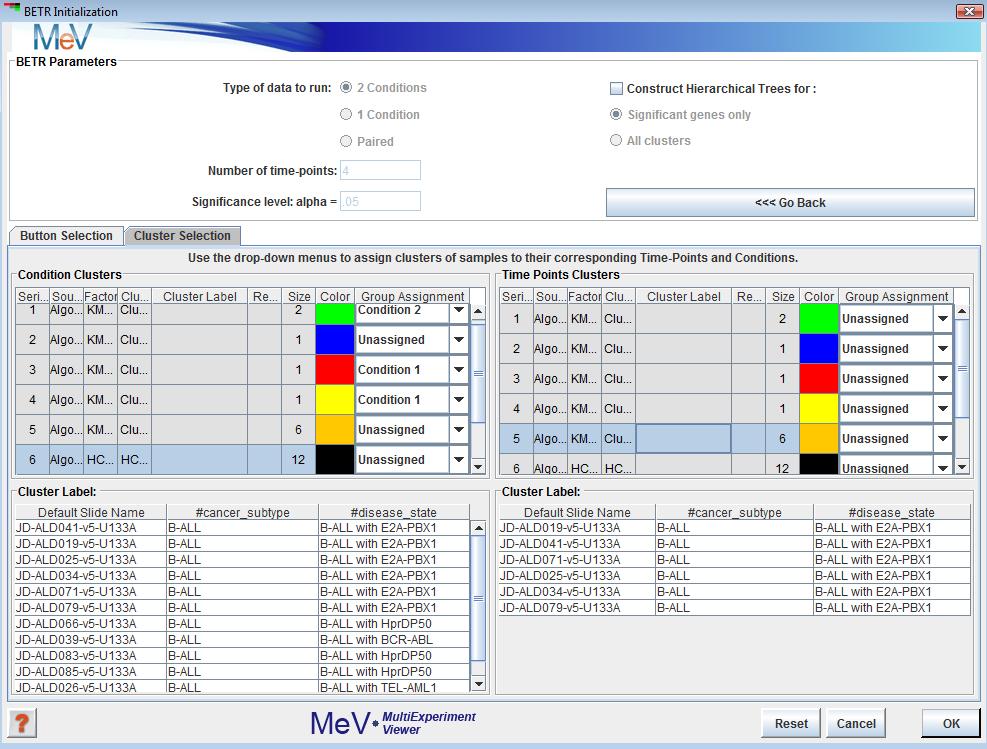 BETR Initialization
MeV
BETR Parameters
Type of data to run: 2 Conditions
1 Condition
Paired
Number of time-points: 4
Significance level: alpha = .05
Construct Hierarchical Trees for :
Significant genes only
All clusters
<<< Go Back
Button Selection Cluster Selection
Use the drop-down menus to assign clusters of samples to their corresponding Time-Points and Conditions.
Condition Clusters
Seri... Sou... Factor Clu... Cluster Label Re... Size Color Group Assignment
1 Algo... KM... Clu... 2 Condition 2
2 Algo... KM... Clu... 1 Unassigned
3 Algo... KM... Clu... 1 Condition 1
4 Algo... KM... Clu... 1 Condition 1
5 Algo... KM... Clu... 6 Unassigned
6 Algo... HC... HC... 12 Unassigned
Time Points Clusters
Seri... Sou... Factor Clu... Cluster Label Re... Size Color Group Assignment
1 Algo... KM... Clu... 2 Unassigned
2 Algo... KM... Clu... 1 Unassigned
3 Algo... KM... Clu... 1 Unassigned
4 Algo... KM... Clu... 1 Unassigned
5 Algo... KM... Clu... 6 Unassigned
6 Algo... HC... HC... 12 Unassigned
Cluster Label:
Default Slide Name #cancer_subtype #disease_state
JD-ALD041-v5-U133A B-ALL B-ALL with E2A-PBX1
JD-ALD019-v5-U133A B-ALL B-ALL with E2A-PBX1
JD-ALD025-v5-U133A B-ALL B-ALL with E2A-PBX1
JD-ALD034-v5-U133A B-ALL B-ALL with E2A-PBX1
JD-ALD071-v5-U133A B-ALL B-ALL with E2A-PBX1
JD-ALD079-v5-U133A B-ALL B-ALL with E2A-PBX1
JD-ALD066-v5-U133A B-ALL B-ALL with HprDP50
JD-ALD039-v5-U133A B-ALL B-ALL with BCR-ABL
JD-ALD083-v5-U133A B-ALL B-ALL with HprDP50
JD-ALD085-v5-U133A B-ALL B-ALL with HprDP50
JD-ALD026-v5-U133A B-ALL B-ALL with TEL-AML1
Cluster Label:
Default Slide Name #cancer_subtype #disease_state
JD-ALD019-v5-U133A B-ALL B-ALL with E2A-PBX1
JD-ALD041-v5-U133A B-ALL B-ALL with E2A-PBX1
JD-ALD071-v5-U133A B-ALL B-ALL with E2A-PBX1
JD-ALD025-v5-U133A B-ALL B-ALL with E2A-PBX1
JD-ALD034-v5-U133A B-ALL B-ALL with E2A-PBX1
JD-ALD079-v5-U133A B-ALL B-ALL with E2A-PBX1
?
MeV MultiExperiment
Viewer
Reset Cancel OK